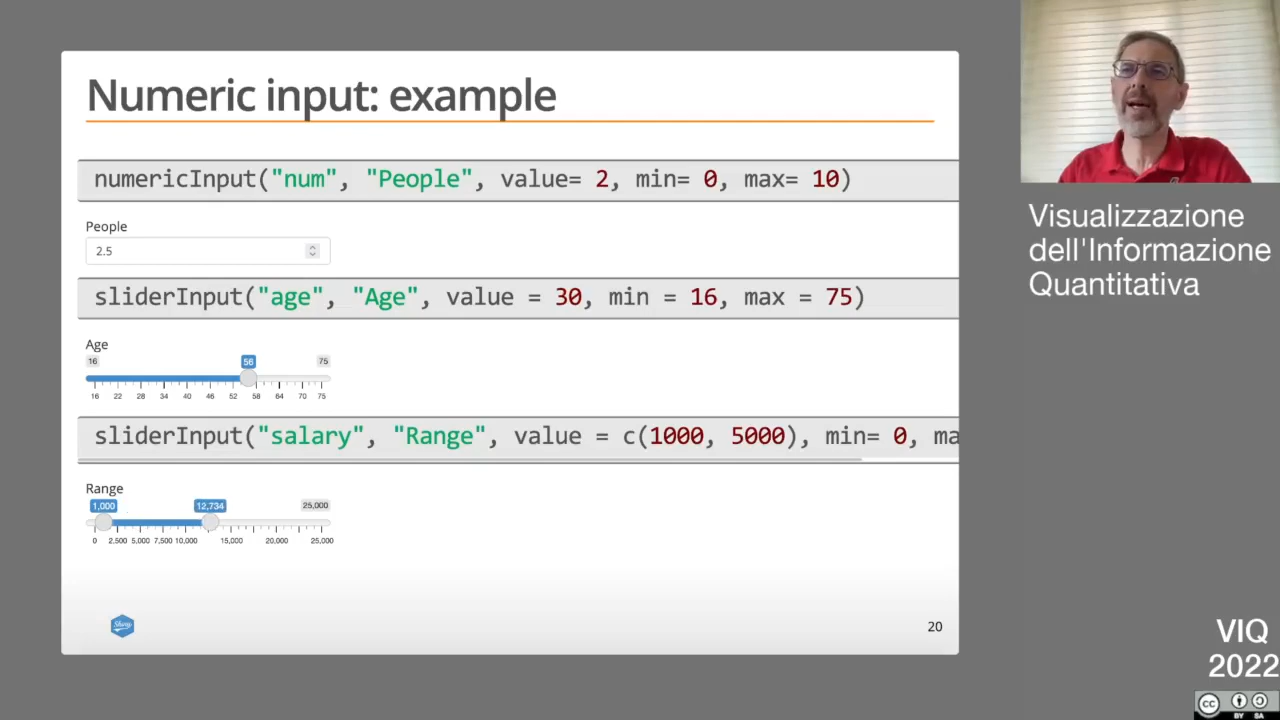 Numeric input: example
numericInput("num", "People", value= 2, min= 0, max= 10)
People
2.5
sliderInput("age", "Age", value = 30, min = 16, max = 75)
Age
16 56 75
16 22 28 34 40 46 52 58 64 70 75
sliderInput("salary", "Range", value = c(1000, 5000), min= 0, ma
Range
1,000 12,734 25,000
0 2,500 5,000 7,500 10,000 15,000 20,000 25,000
Shiny
20
Visualizzazione
dell'Informazione
Quantitativa
VIQ
2022
cc
BY SA